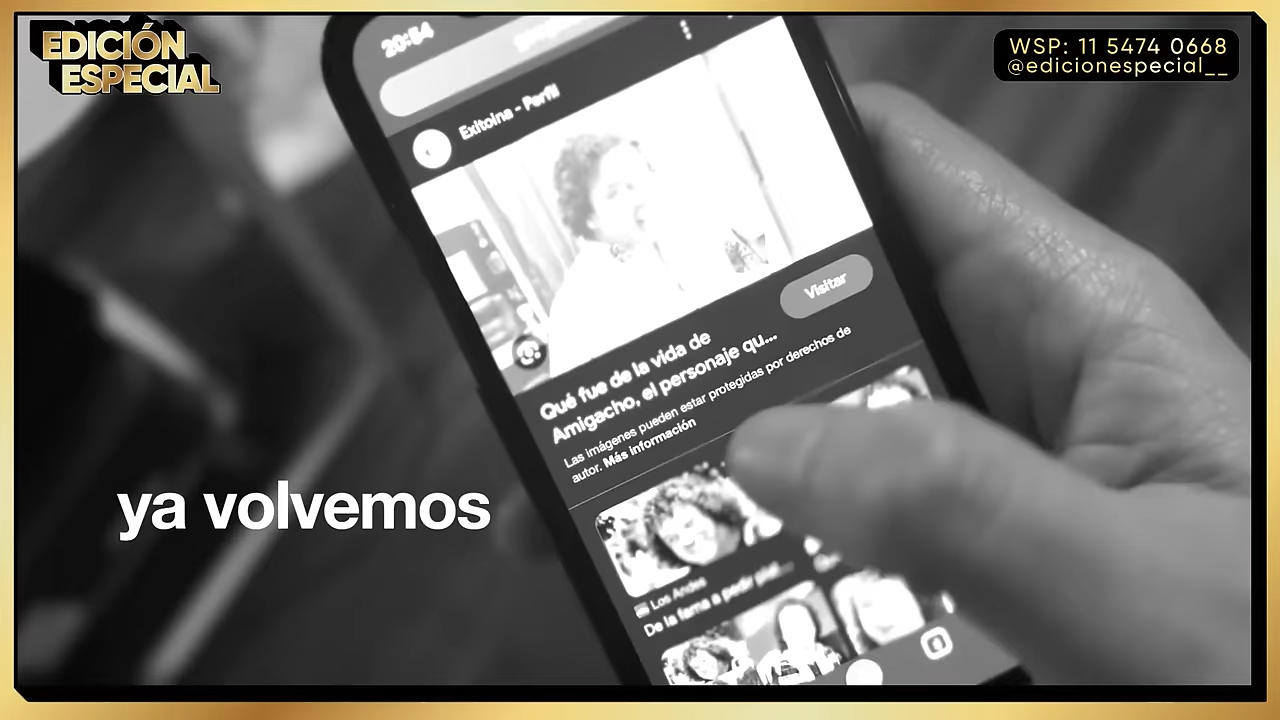 EDICIÓN
ESPECIAL
WSP: 11 5474 0668
@edicionespecial__
20:54
Exitoina - Perfil
Visitar
Qué fue de la vida de
Amigacho, el personaje qu...
Las imágenes pueden estar protegidas por derechos de
autor. Más información
ya volvemos
Los Andes
De la fama a pedir